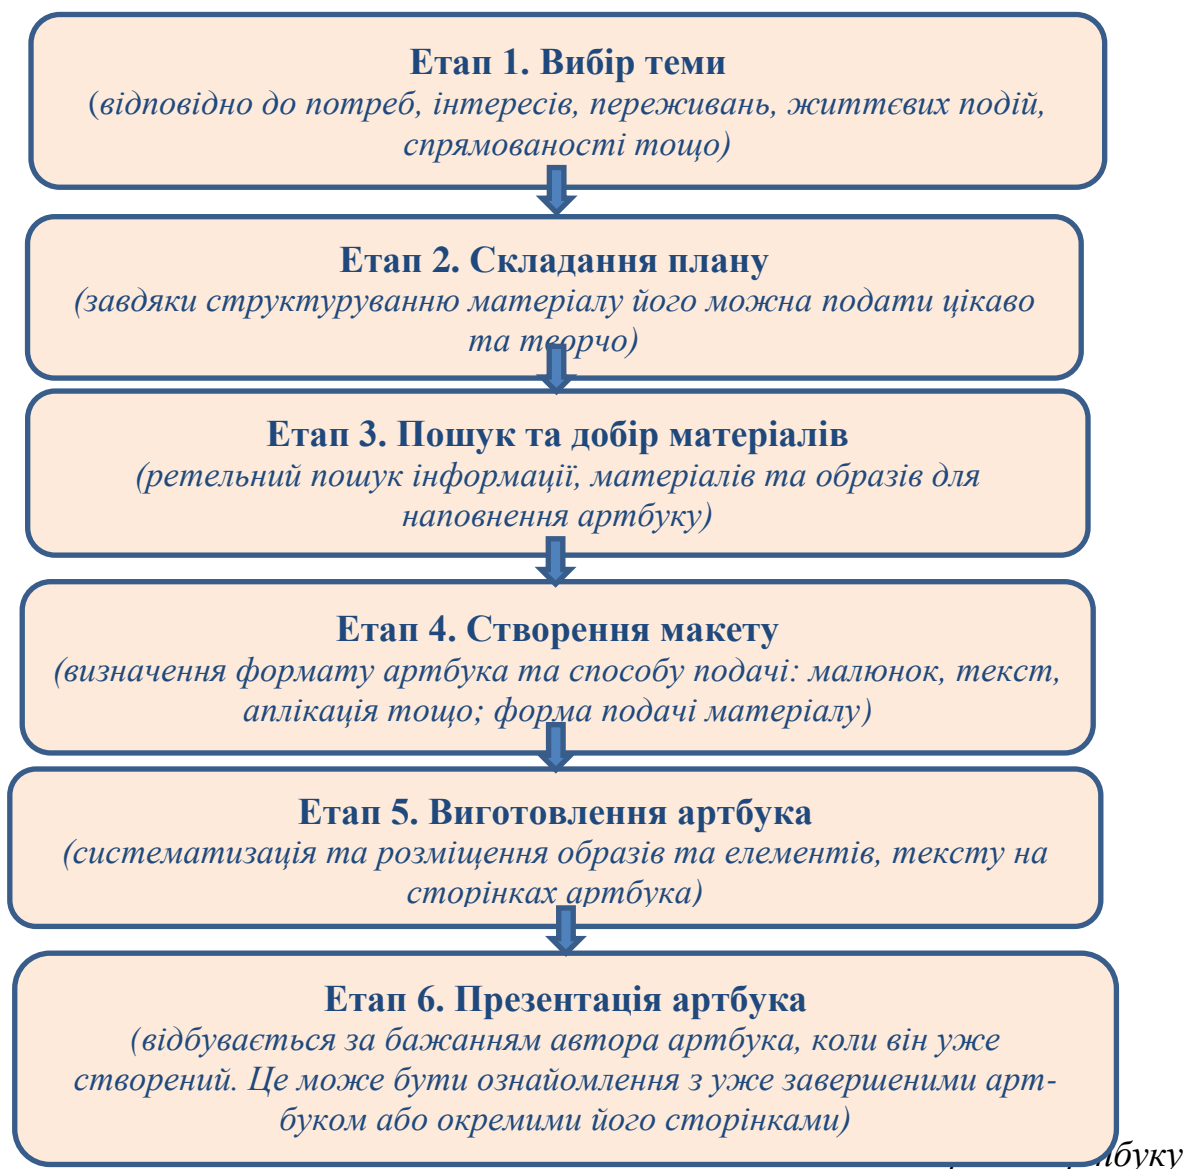 Етап 1. Вибір теми
(відповідно до потреб, інтересів, переживань, життєвих подій,
спрямованості тощо)
Етап 2. Складання плану
(завдяки структуруванню матеріалу його можна подати цікаво
та творчо)
Етап 3. Пошук та добір матеріалів
(ретельний пошук інформації, матеріалів та образів для
наповнення артбуку)
Етап 4. Створення макету
(визначення формату артбука та способу подачі: малюнок, текст,
аплікація тощо; форма подачі матеріалу)
Етап 5. Виготовлення артбука
(систематизація та розміщення образів та елементів, тексту на
сторінках артбука)
Етап 6. Презентація артбука
(відбувається за бажанням автора артбука, коли він уже
створений. Це може бути ознайомлення з уже завершеними арт-
буком або окремими його сторінками)